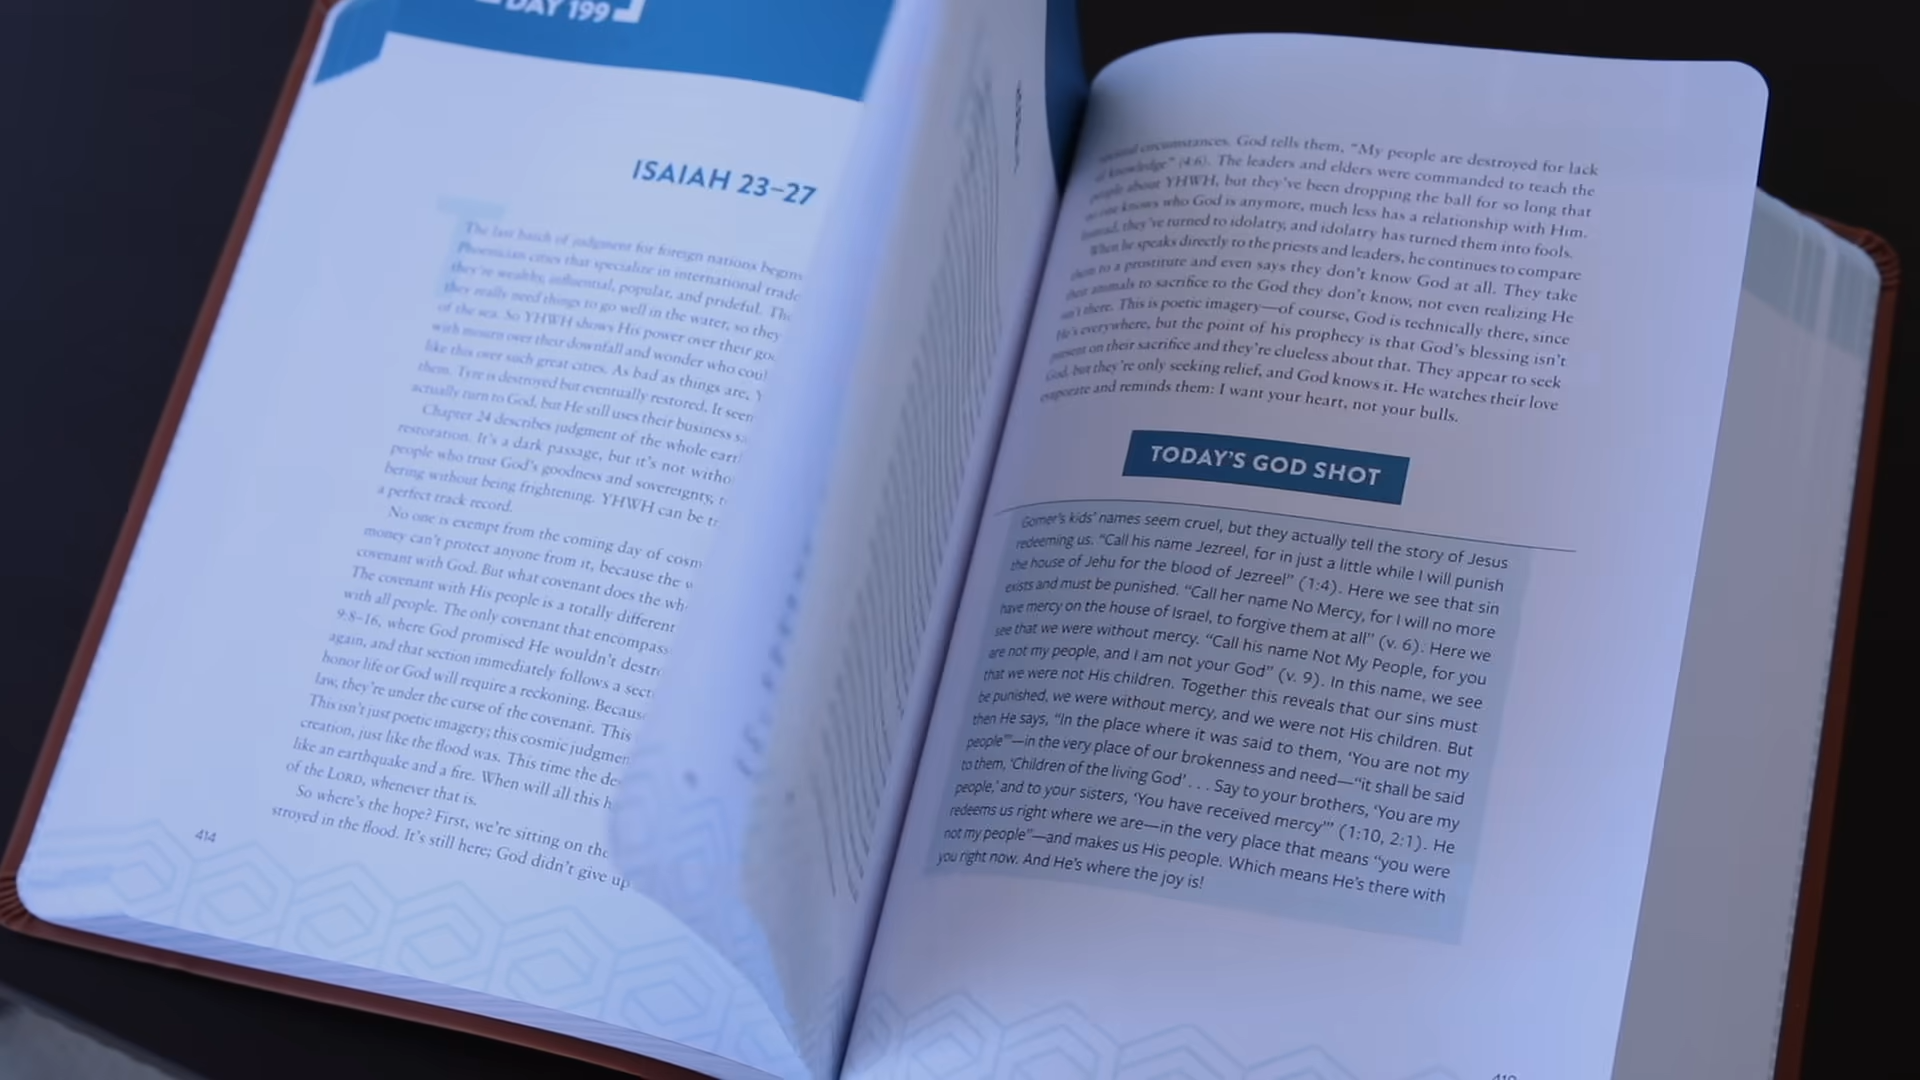 DAY 199
ISAIAH 23–27
The last batch of judgment for foreign nations begins
Phoenician cities that specialize in international trade
they're wealthy, influential, popular, and prideful. The
they really need things to go well in the water, so they
of the sea. So YHWH shows His power over their go
with mourn over their downfall and wonder who coul
like this over such great cities. As bad as things are, Y
them. Tyre is destroyed but eventually restored. It seem
actually turn to God, but He still uses their business sa
Chapter 24 describes judgment of the whole eart
restoration. It's a dark passage, but it's not witho
people who trust God's goodness and sovereignty,
bering without being frightening. YHWH can be tr
a perfect track record.
No one is exempt from the coming day of cosm
money can't protect anyone from it, because the w
covenant with God. But what covenant does the wh
The covenant with His people is a totally different
with all people. The only covenant that encompass
9:8–16, where God promised He wouldn't destro
again, and that section immediately follows a sect
honor life or God will require a reckoning. Becaus
law, they're under the curse of the covenant. This
This isn't just poetic imagery; this cosmic judgmen
creation, just like the flood was. This time the de
like an earthquake and a fire. When will all this h
of the LORD, whenever that is.
So where's the hope? First, we're sitting on the
stroyed in the flood. It's still here; God didn't give up
414
circumstances. God tells them, "My people are destroyed for lack
of knowledge" (4:6). The leaders and elders were commanded to teach the
people about YHWH, but they've been dropping the ball for so long that
no one knows who God is anymore, much less has a relationship with Him.
Instead, they've turned to idolatry, and idolatry has turned them into fools.
When he speaks directly to the priests and leaders, he continues to compare
them to a prostitute and even says they don't know God at all. They take
their animals to sacrifice to the God they don't know, not even realizing He
isn't there. This is poetic imagery—of course, God is technically there, since
He's everywhere, but the point of his prophecy is that God's blessing isn't
present on their sacrifice and they're clueless about that. They appear to seek
God, but they're only seeking relief, and God knows it. He watches their love
evaporate and reminds them: I want your heart, not your bulls.
TODAY'S GOD SHOT
Gomer's kids' names seem cruel, but they actually tell the story of Jesus
redeeming us. "Call his name Jezreel, for in just a little while I will punish
the house of Jehu for the blood of Jezreel" (1:4). Here we see that sin
exists and must be punished. "Call her name No Mercy, for I will no more
have mercy on the house of Israel, to forgive them at all" (v. 6). Here we
see that we were without mercy. "Call his name Not My People, for you
are not my people, and I am not your God" (v. 9). In this name, we see
that we were not His children. Together this reveals that our sins must
be punished, we were without mercy, and we were not His children. But
then He says, "In the place where it was said to them, 'You are not my
people'"—in the very place of our brokenness and need—"it shall be said
to them, 'Children of the living God' . . . Say to your brothers, 'You are my
people,' and to your sisters, 'You have received mercy'" (1:10, 2:1). He
redeems us right where we are—in the very place that means "you were
not my people"—and makes us His people. Which means He's there with
you right now. And He's where the joy is!